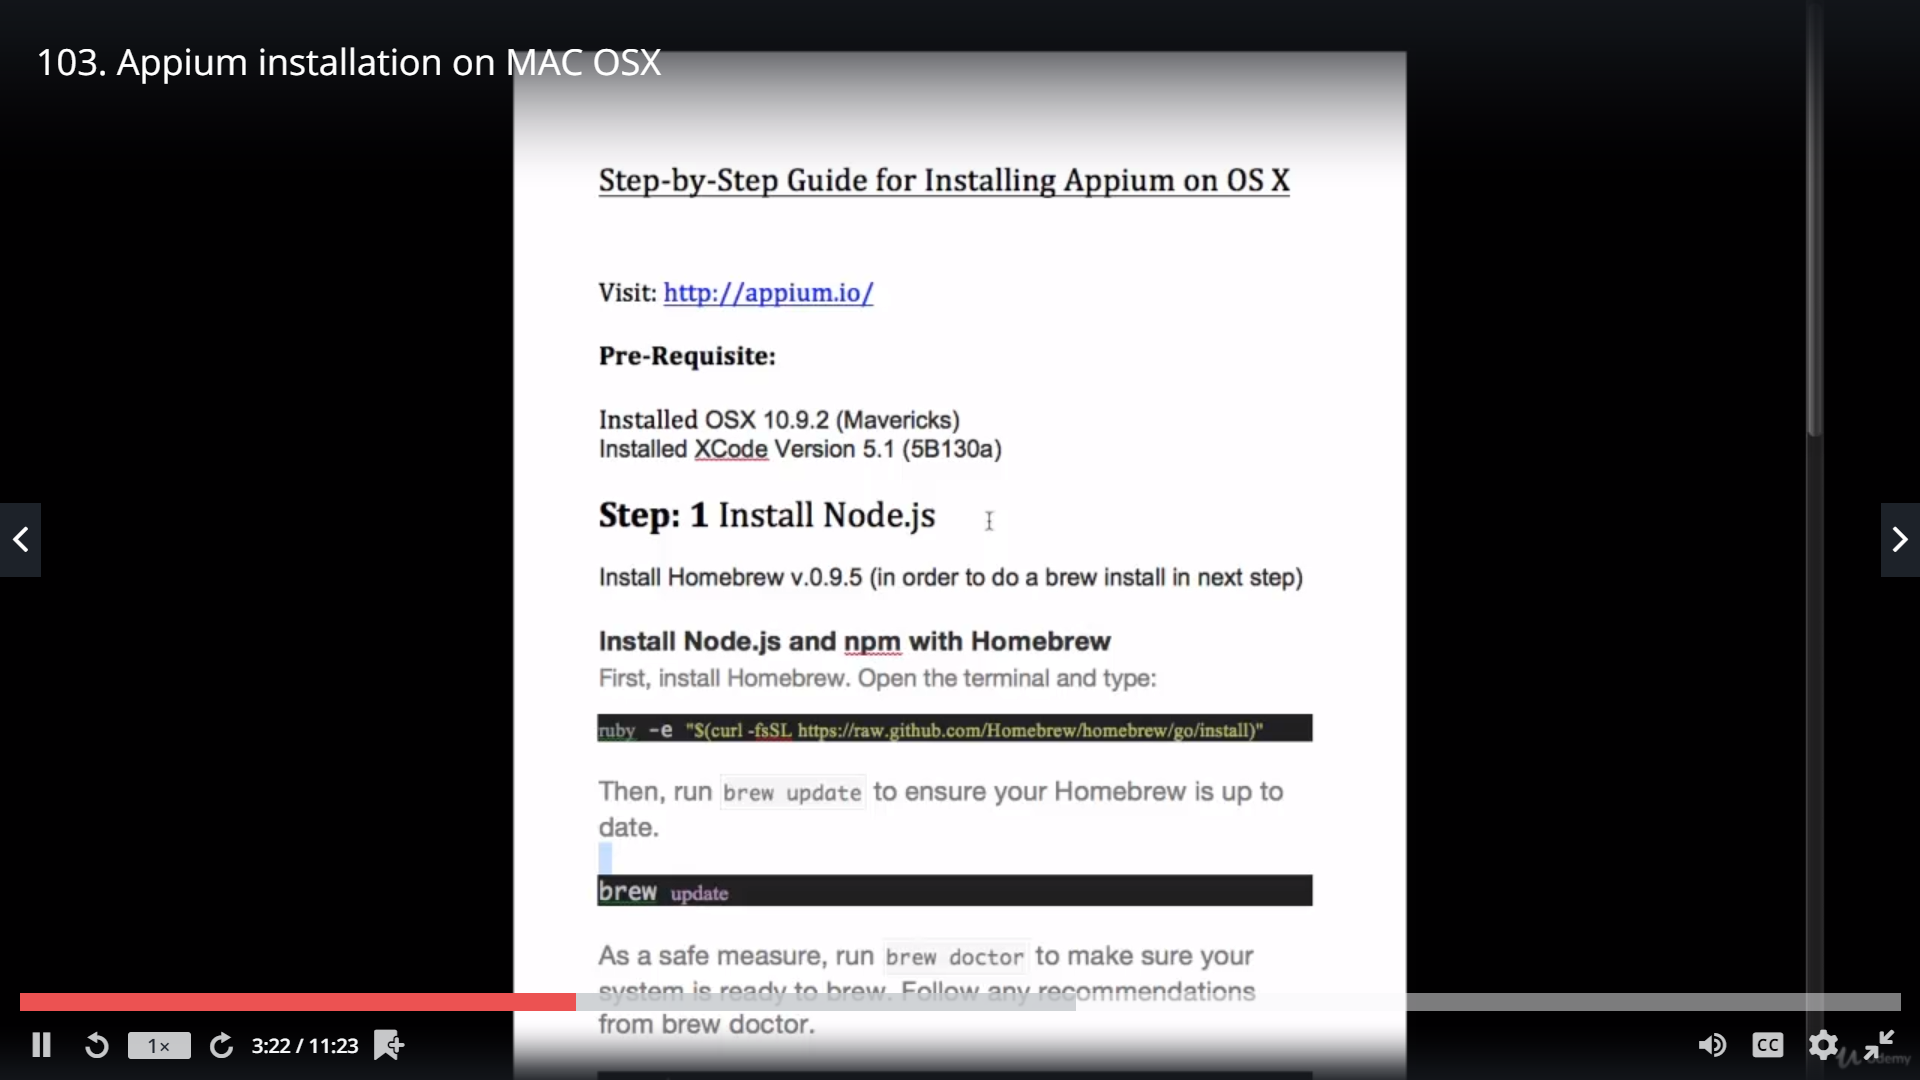 103. Appium installation on MAC OSX
Step-by-Step Guide for Installing Appium on OS X
Visit: http://appium.io/
Pre-Requisite:
Installed OSX 10.9.2 (Mavericks)
Installed XCode Version 5.1 (5B130a)
Step: 1 Install Node.js
Install Homebrew v.0.9.5 (in order to do a brew install in next step)
Install Node.js and npm with Homebrew
First, install Homebrew. Open the terminal and type:
ruby -e "$(curl -fsSL https://raw.github.com/Homebrew/homebrew/go/install)"
Then, run brew update to ensure your Homebrew is up to
date.
brew update
As a safe measure, run brew doctor to make sure your
system is ready to brew. Follow any recommendations
from brew doctor.
1× 3:22 / 11:23 CC
udemy